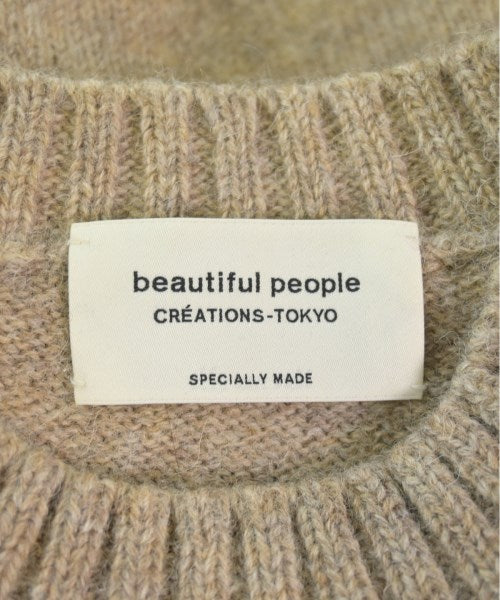 beautiful people
CRÉATIONS-TOKYO
SPECIALLY MADE